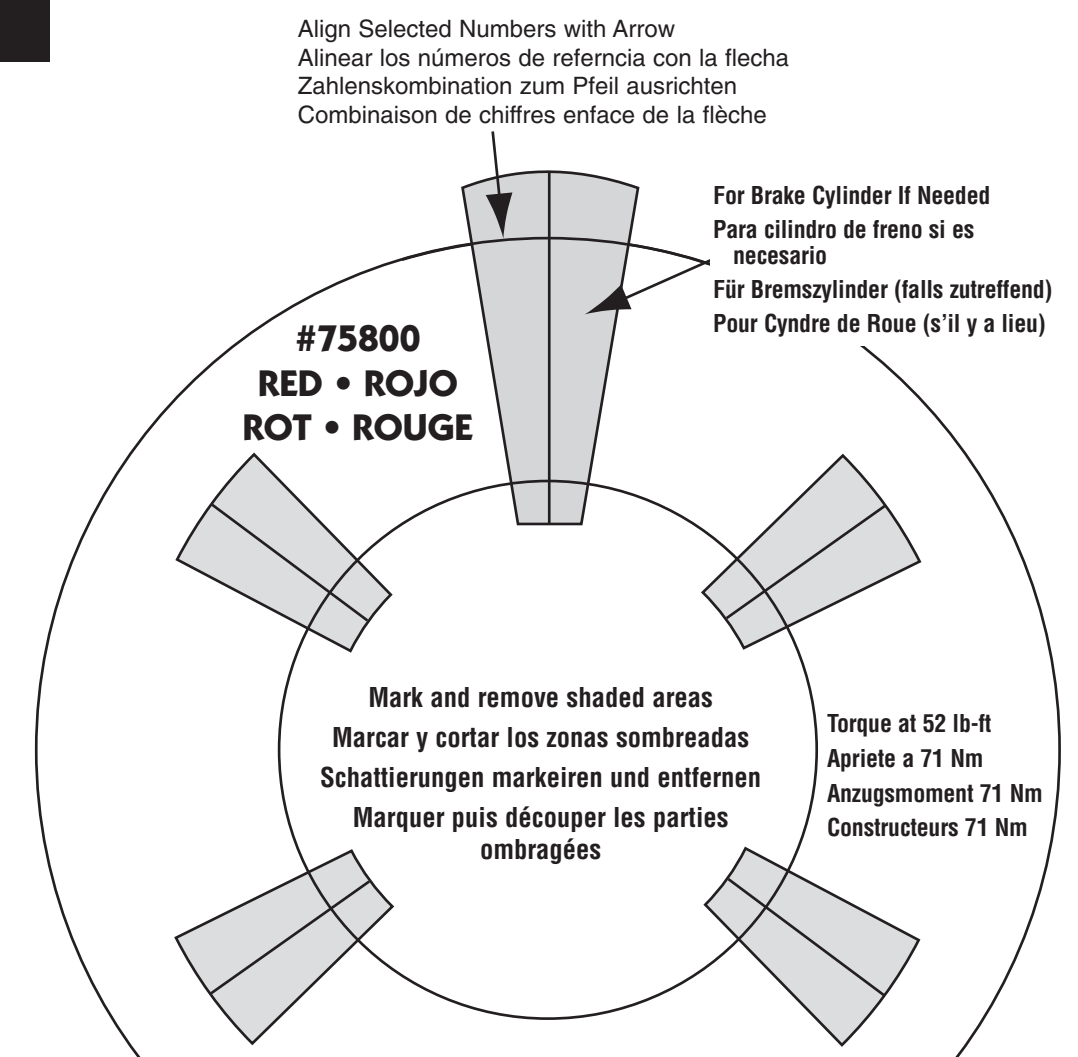 Align Selected Numbers with Arrow
Alinear los números de referncia con la flecha
Zahlenskombination zum Pfeil ausrichten
Combinaison de chiffres enface de la flèche
For Brake Cylinder If Needed
Para cilindro de freno si es
necesario
Für Bremszylinder (falls zutreffend)
Pour Cyndre de Roue (s’il y a lieu)
#75800
RED • ROJO
ROT • ROUGE
Mark and remove shaded areas
Marcar y cortar los zonas sombreadas
Schattierungen markeiren und entfernen
Marquer puis découper les parties
ombragées
Torque at 52 lb-ft
Apriete a 71 Nm
Anzugsmoment 71 Nm
Constructeurs 71 Nm